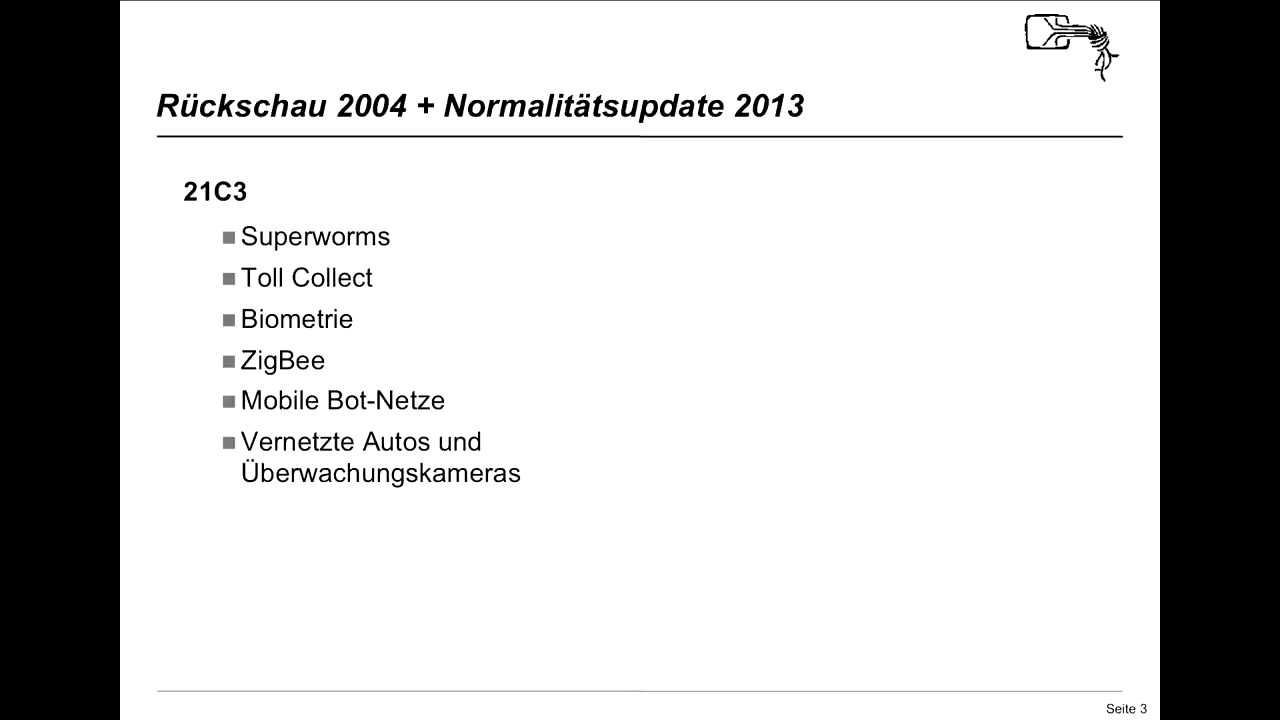 Rückschau 2004 + Normalitätsupdate 2013
21C3
Superworms
Toll Collect
Biometrie
ZigBee
Mobile Bot-Netze
Vernetzte Autos und
Überwachungskameras
Seite 3